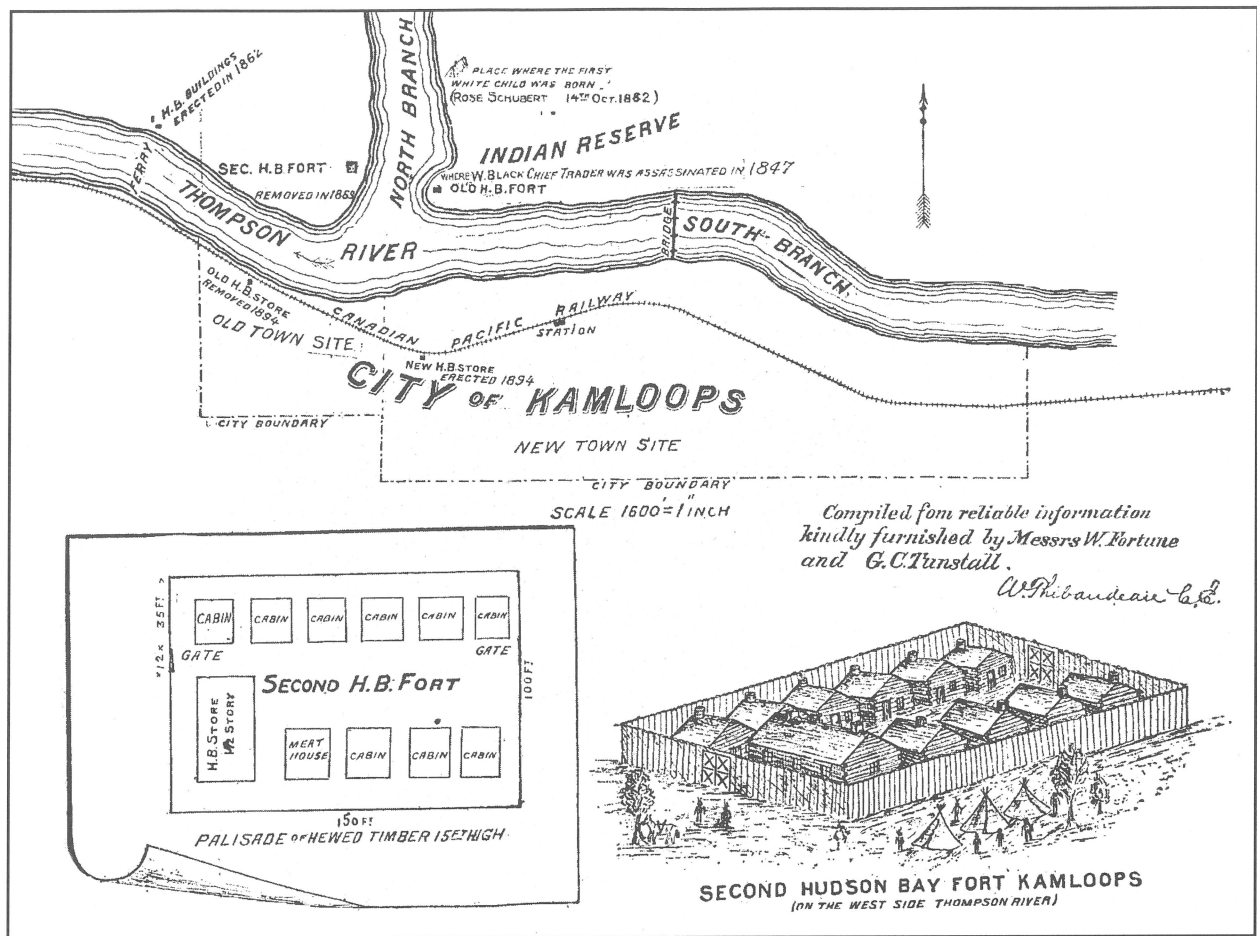 H.B. BUILDINGS
ERECTED IN 1862
NORTH BRANCH
PLACE WHERE THE FIRST
WHITE CHILD WAS BORN.
(ROSE SCHUBERT 14TH OCT. 1862)
INDIAN RESERVE
FERRY
SEC. H.B. FORT
REMOVED IN 1863
WHERE W. BLACK CHIEF TRADER WAS ASSASSINATED IN 1847
OLD H.B. FORT
THOMPSON RIVER
BRIDGE
SOUTH BRANCH
OLD H.B. STORE
REMOVED 1894
OLD TOWN SITE
CANADIAN PACIFIC RAILWAY
STATION
NEW H.B. STORE
ERECTED 1894
CITY OF KAMLOOPS
CITY BOUNDARY
NEW TOWN SITE
CITY BOUNDARY
SCALE 1600' = 1" INCH
Compiled fom reliable information
kindly furnished by Messrs W. Fortune
and G.C. Tunstall.
W. Thibaudeau C.E.
12 x 35 FT
CABIN CABIN CABIN CABIN CABIN CABIN
GATE GATE
SECOND H.B. FORT
100 FT
H.B. STORE
1 1/2 STORY
MEAT
HOUSE
CABIN CABIN CABIN
150 FT
PALISADE OF HEWED TIMBER 15 FT HIGH
SECOND HUDSON BAY FORT KAMLOOPS
(ON THE WEST SIDE THOMPSON RIVER)